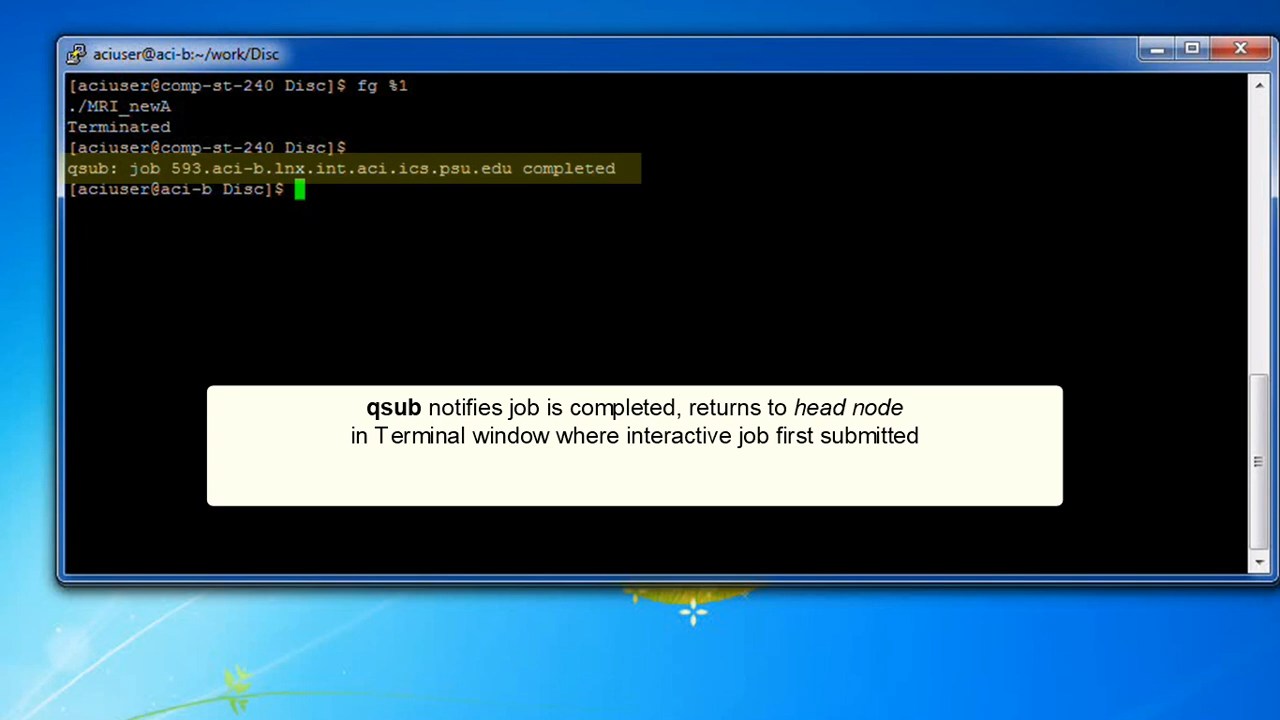 aciuser@aci-b:~/work/Disc
[aciuser@comp-st-240 Disc]$ fg %1
./MRI_newA
Terminated
[aciuser@comp-st-240 Disc]$
qsub: job 593.aci-b.lnx.int.aci.ics.psu.edu completed
[aciuser@aci-b Disc]$
qsub notifies job is completed, returns to head node
in Terminal window where interactive job first submitted